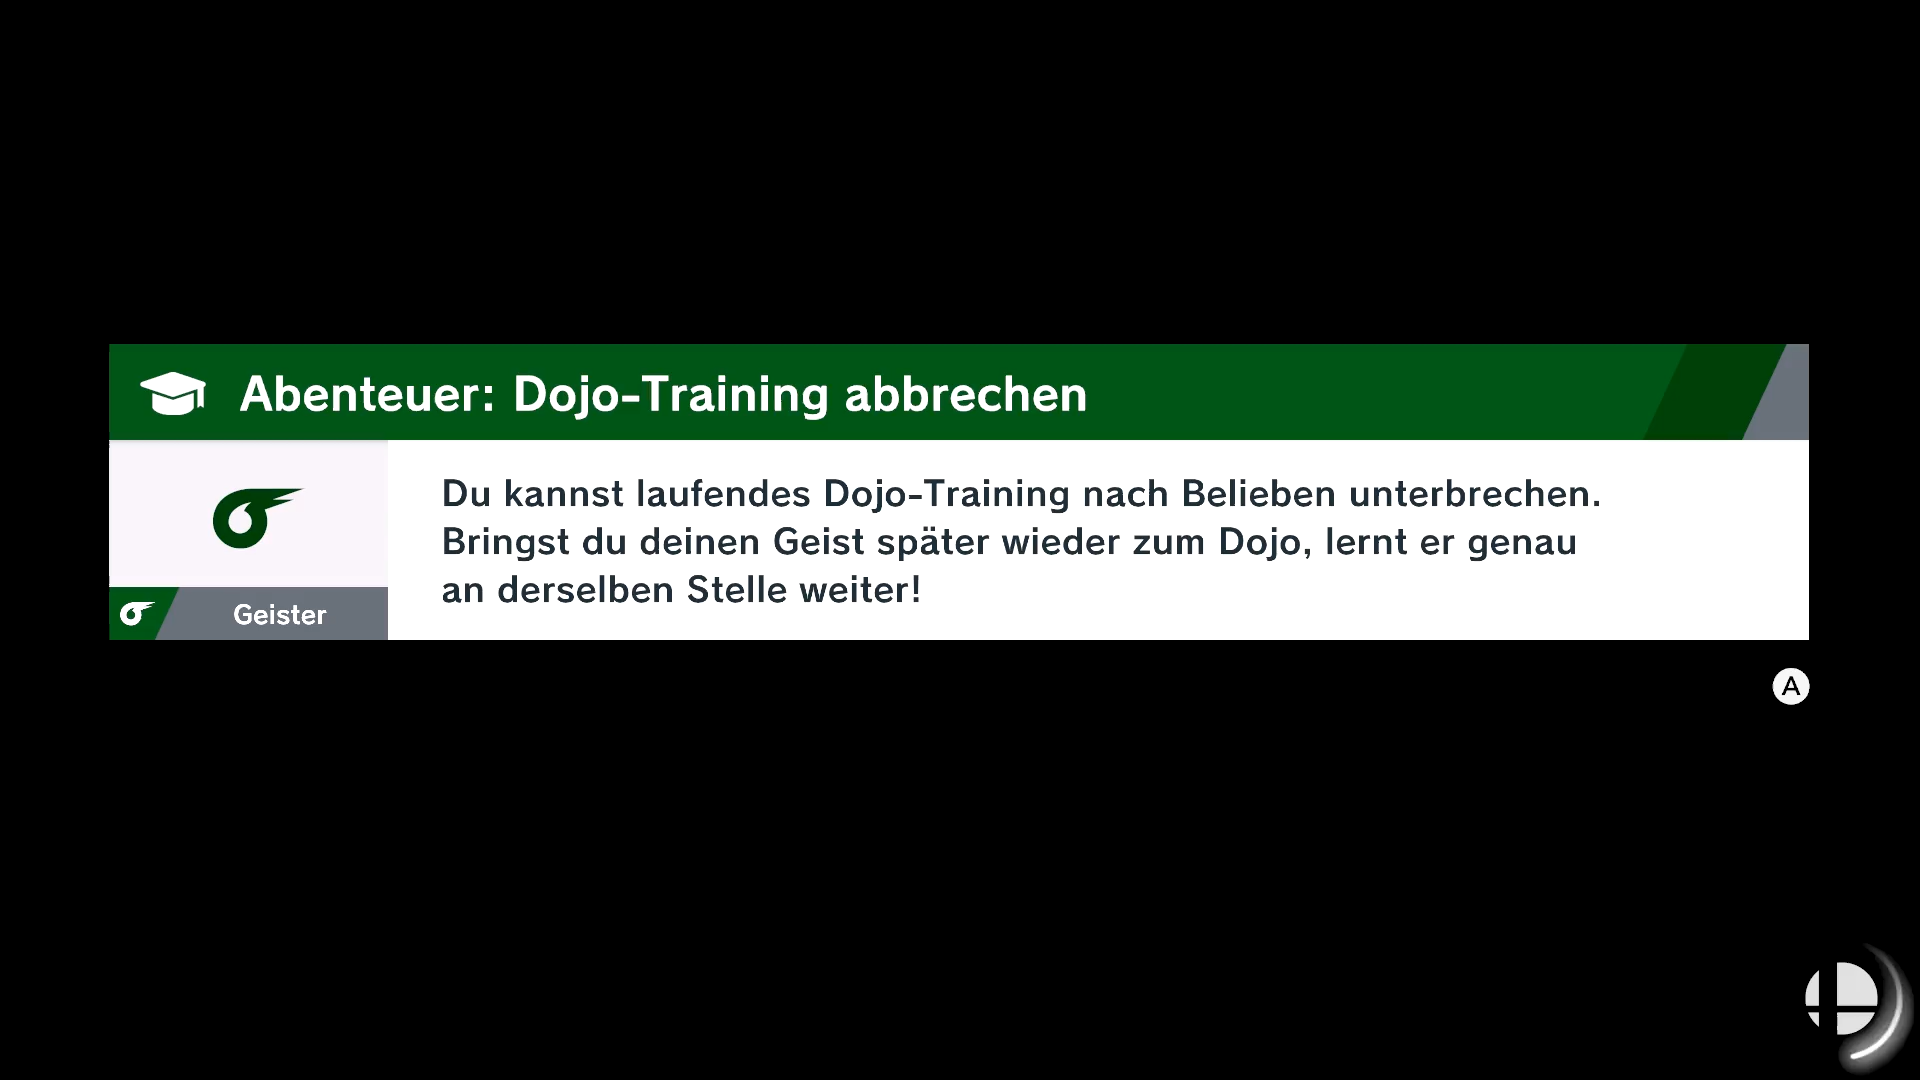 Abenteuer: Dojo-Training abbrechen
Du kannst laufendes Dojo-Training nach Belieben unterbrechen.
Bringst du deinen Geist später wieder zum Dojo, lernt er genau
an derselben Stelle weiter!
Geister
A